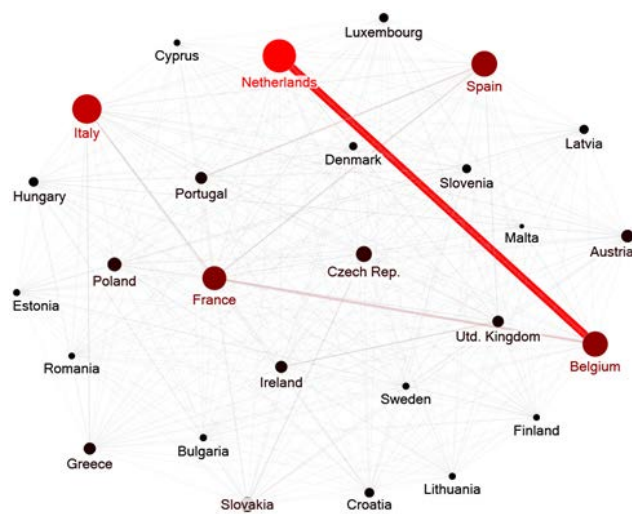 Luxembourg
Cyprus
Netherlands
Spain
Italy
Latvia
Denmark
Slovenia
Hungary
Portugal
Malta
Austria
Czech Rep.
Poland
France
Estonia
Utd. Kingdom
Belgium
Romania
Ireland
Sweden
Finland
Bulgaria
Greece
Lithuania
Slovakia
Croatia